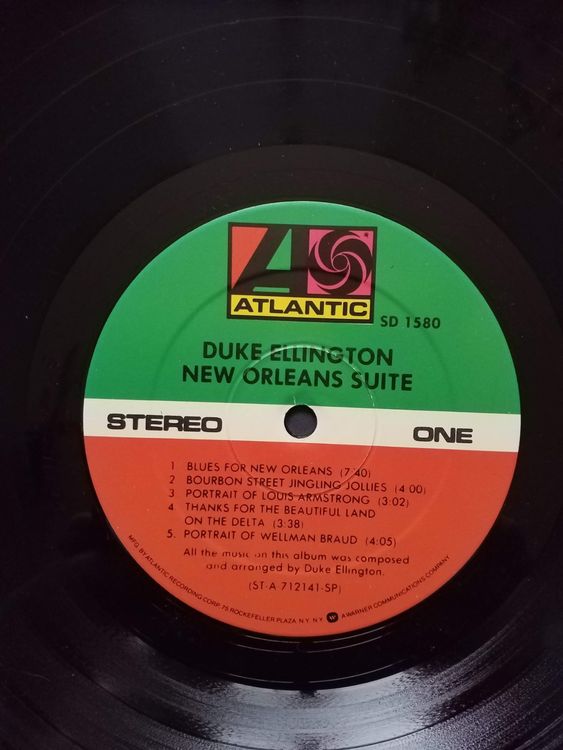 ATLANTIC
SD 1580
DUKE ELLINGTON
NEW ORLEANS SUITE
STEREO
ONE
1 BLUES FOR NEW ORLEANS (7:40)
2 BOURBON STREET JINGLING JOLLIES (4:00)
3 PORTRAIT OF LOUIS ARMSTRONG (3:02)
4 THANKS FOR THE BEAUTIFUL LAND
ON THE DELTA (3:38)
5. PORTRAIT OF WELLMAN BRAUD (4:05)
All the music on this album was composed
and arranged by Duke Ellington.
(ST-A 712141-SP)
MFG. BY ATLANTIC RECORDING CORP. 75 ROCKEFELLER PLAZA N.Y. N.Y. W A WARNER COMMUNICATIONS COMPANY